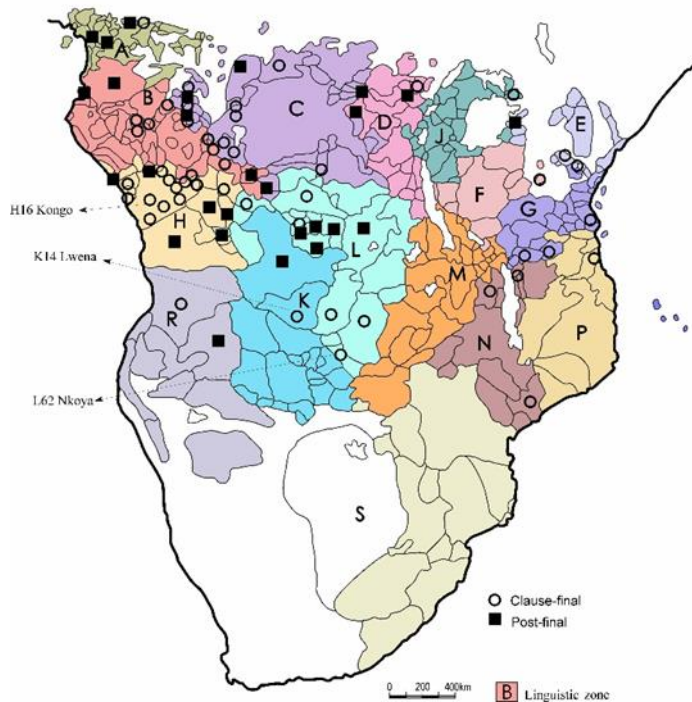 A
B
C
D
J
E
F
G
H16 Kongo
H
K14 Lwena
L
M
K
R
N
P
L62 Nkoya
S
Clause-final
Post-final
0 200 400km
B Linguistic zone